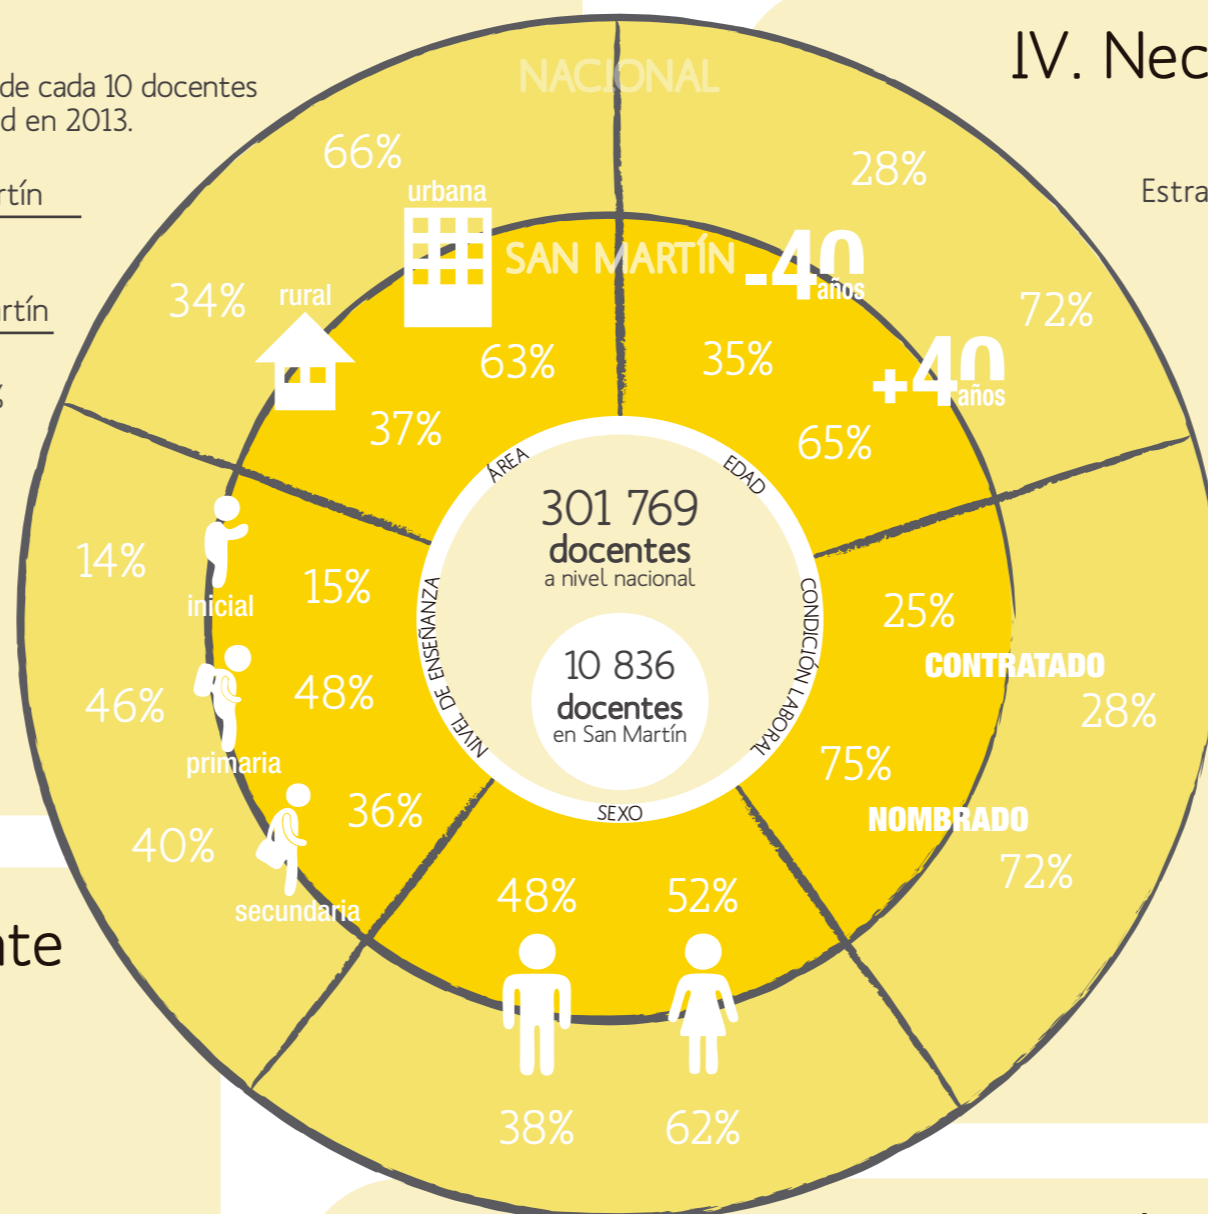 de cada 10 docentes
d en 2013.
rtín
rtín
%
nte
IV. Nec
Estra
NACIONAL
SAN MARTÍN
ÁREA
66%
urbana
63%
34%
rural
37%
EDAD
28%
-40
años
35%
72%
+40
años
65%
CONDICIÓN LABORAL
25%
CONTRATADO
28%
75%
NOMBRADO
72%
SEXO
48%
52%
38%
62%
NIVEL DE ENSEÑANZA
14%
inicial
15%
46%
primaria
48%
40%
secundaria
36%
301 769
docentes
a nivel nacional
10 836
docentes
en San Martín